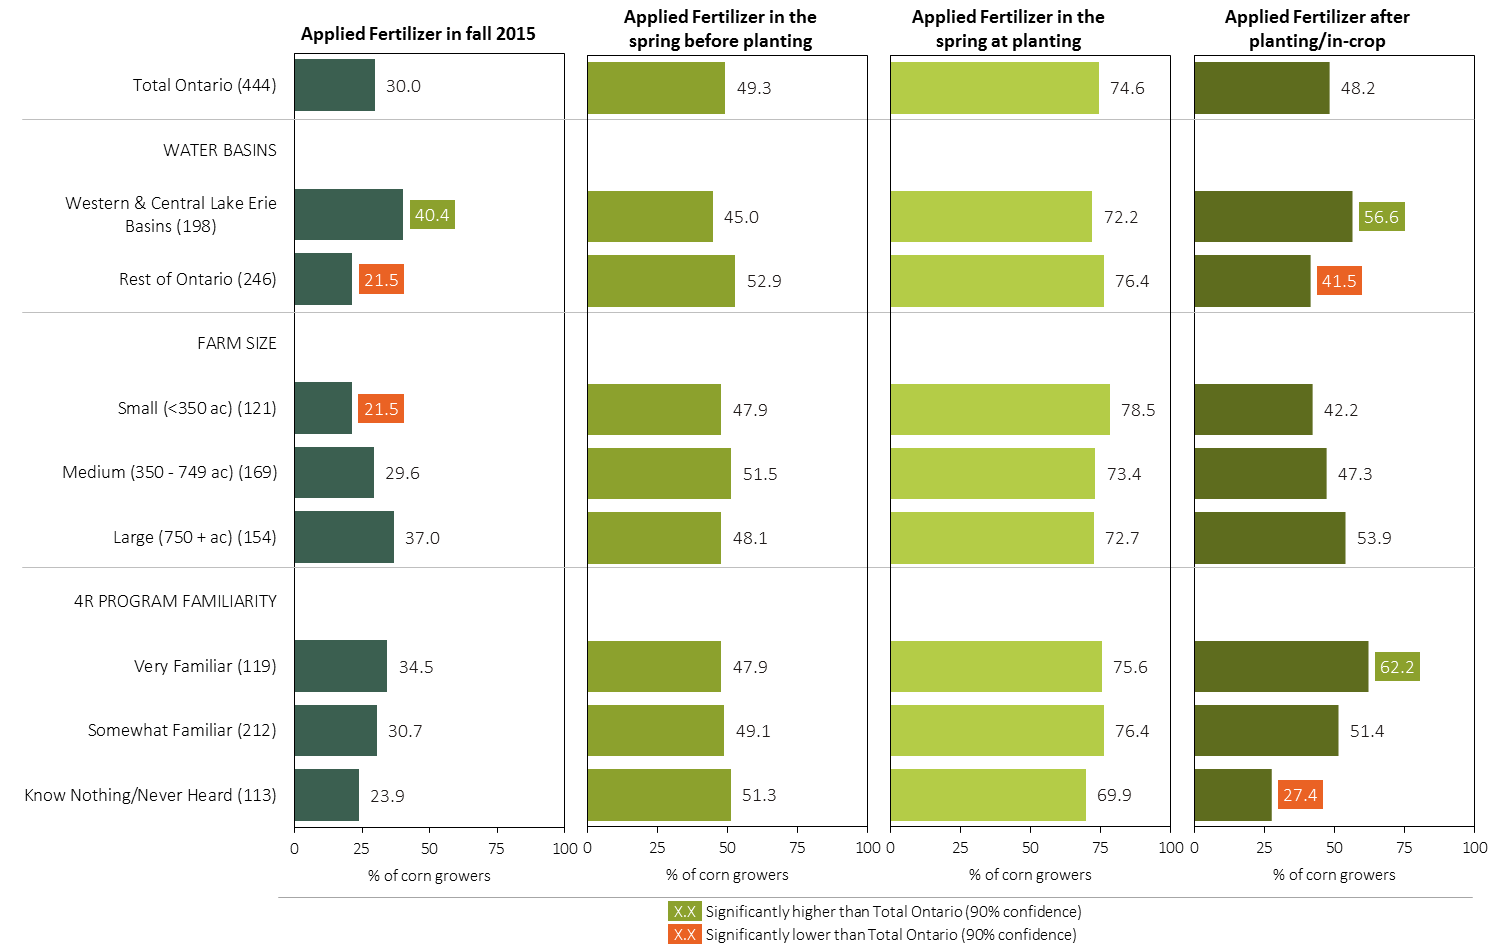 Applied Fertilizer in fall 2015
Applied Fertilizer in the
spring before planting
Applied Fertilizer in the
spring at planting
Applied Fertilizer after
planting/in-crop
Total Ontario (444)
30.0
49.3
74.6
48.2
WATER BASINS
Western & Central Lake Erie
Basins (198)
40.4
45.0
72.2
56.6
Rest of Ontario (246)
21.5
52.9
76.4
41.5
FARM SIZE
Small (<350 ac) (121)
21.5
47.9
78.5
42.2
Medium (350 - 749 ac) (169)
29.6
51.5
73.4
47.3
Large (750 + ac) (154)
37.0
48.1
72.7
53.9
4R PROGRAM FAMILIARITY
Very Familiar (119)
34.5
47.9
75.6
62.2
Somewhat Familiar (212)
30.7
49.1
76.4
51.4
Know Nothing/Never Heard (113)
23.9
51.3
69.9
27.4
0 25 50 75 100
0 25 50 75 100
0 25 50 75 100
0 25 50 75 100
% of corn growers
% of corn growers
% of corn growers
% of corn growers
X.X Significantly higher than Total Ontario (90% confidence)
X.X Significantly lower than Total Ontario (90% confidence)